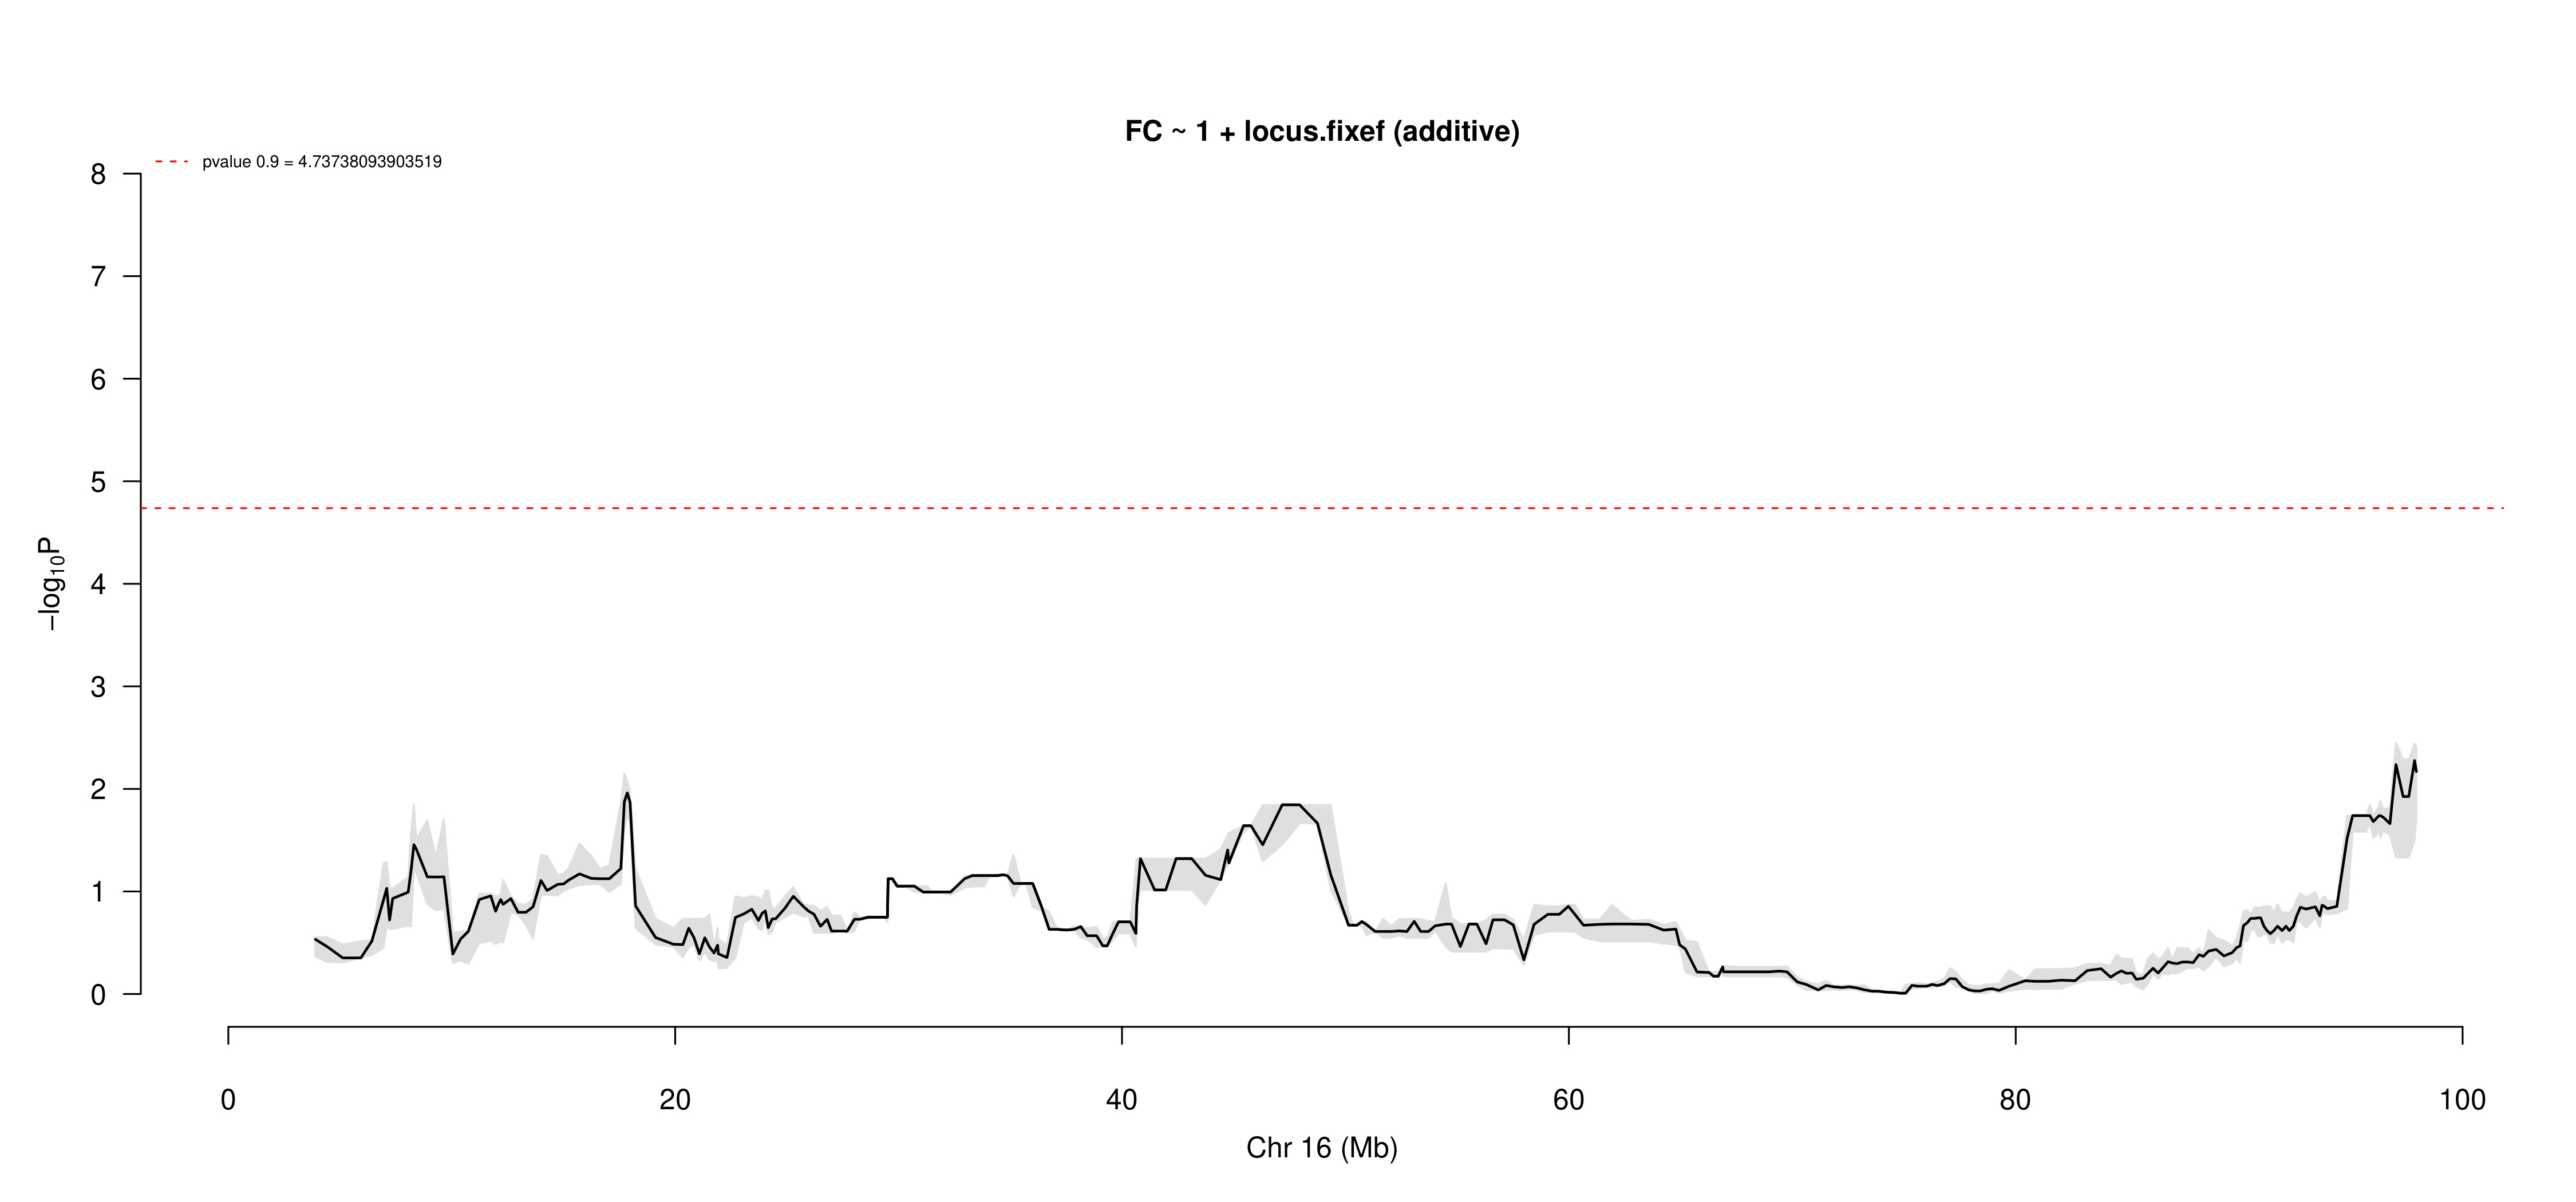 FC ~ 1 + locus.fixef (additive)
pvalue 0.9 = 4.73738093903519
8
7
6
5
4
3
2
1
0
−log10P
0 20 40 60 80 100
Chr 16 (Mb)